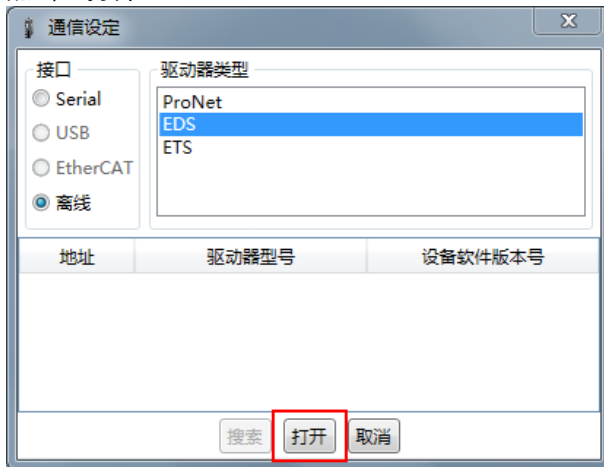 通信设定
接口
Serial
USB
EtherCAT
离线
驱动器类型
ProNet
EDS
ETS
地址 驱动器型号 设备软件版本号
搜索 打开 取消